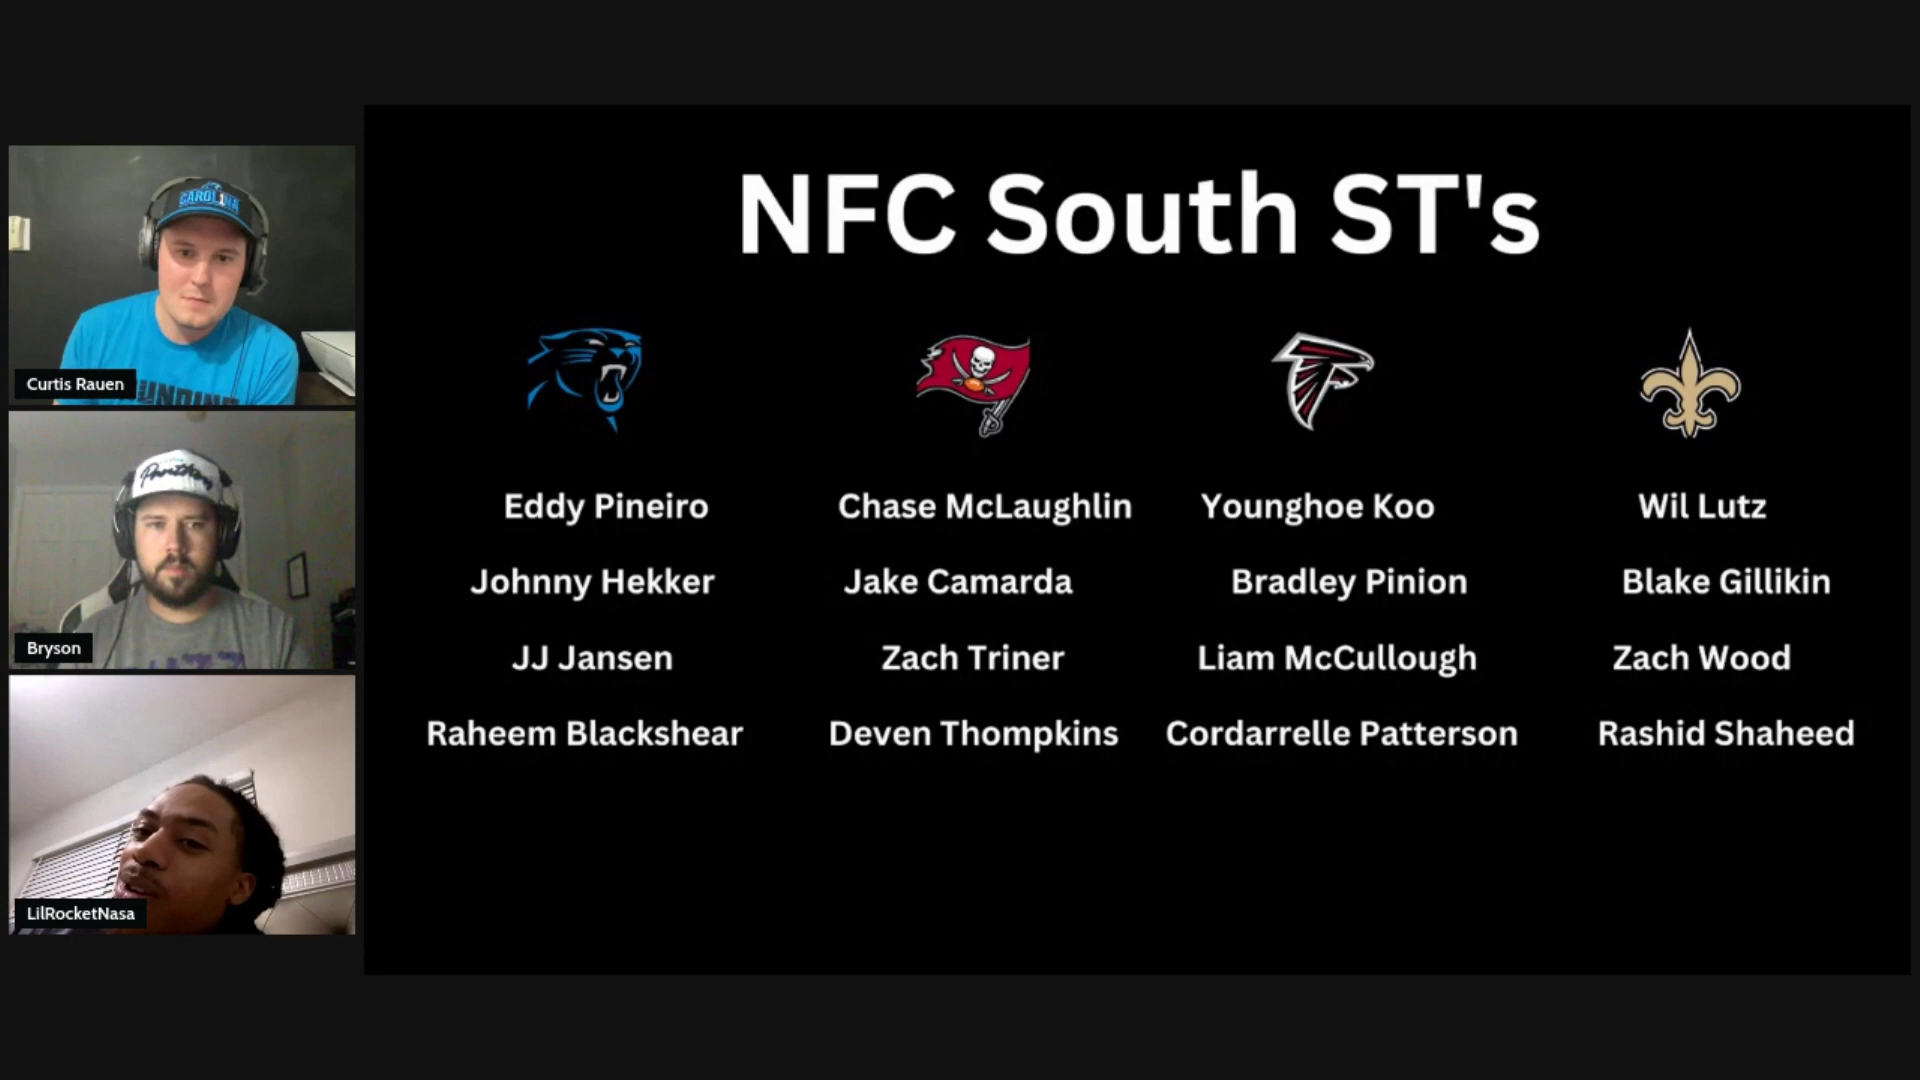 NFC South ST's
Eddy Pineiro
Chase McLaughlin
Younghoe Koo
Wil Lutz
Johnny Hekker
Jake Camarda
Bradley Pinion
Blake Gillikin
JJ Jansen
Zach Triner
Liam McCullough
Zach Wood
Raheem Blackshear
Deven Thompkins
Cordarrelle Patterson
Rashid Shaheed
CAROL1NA
Curtis Rauen
Panthers
Bryson
LilRocketNasa